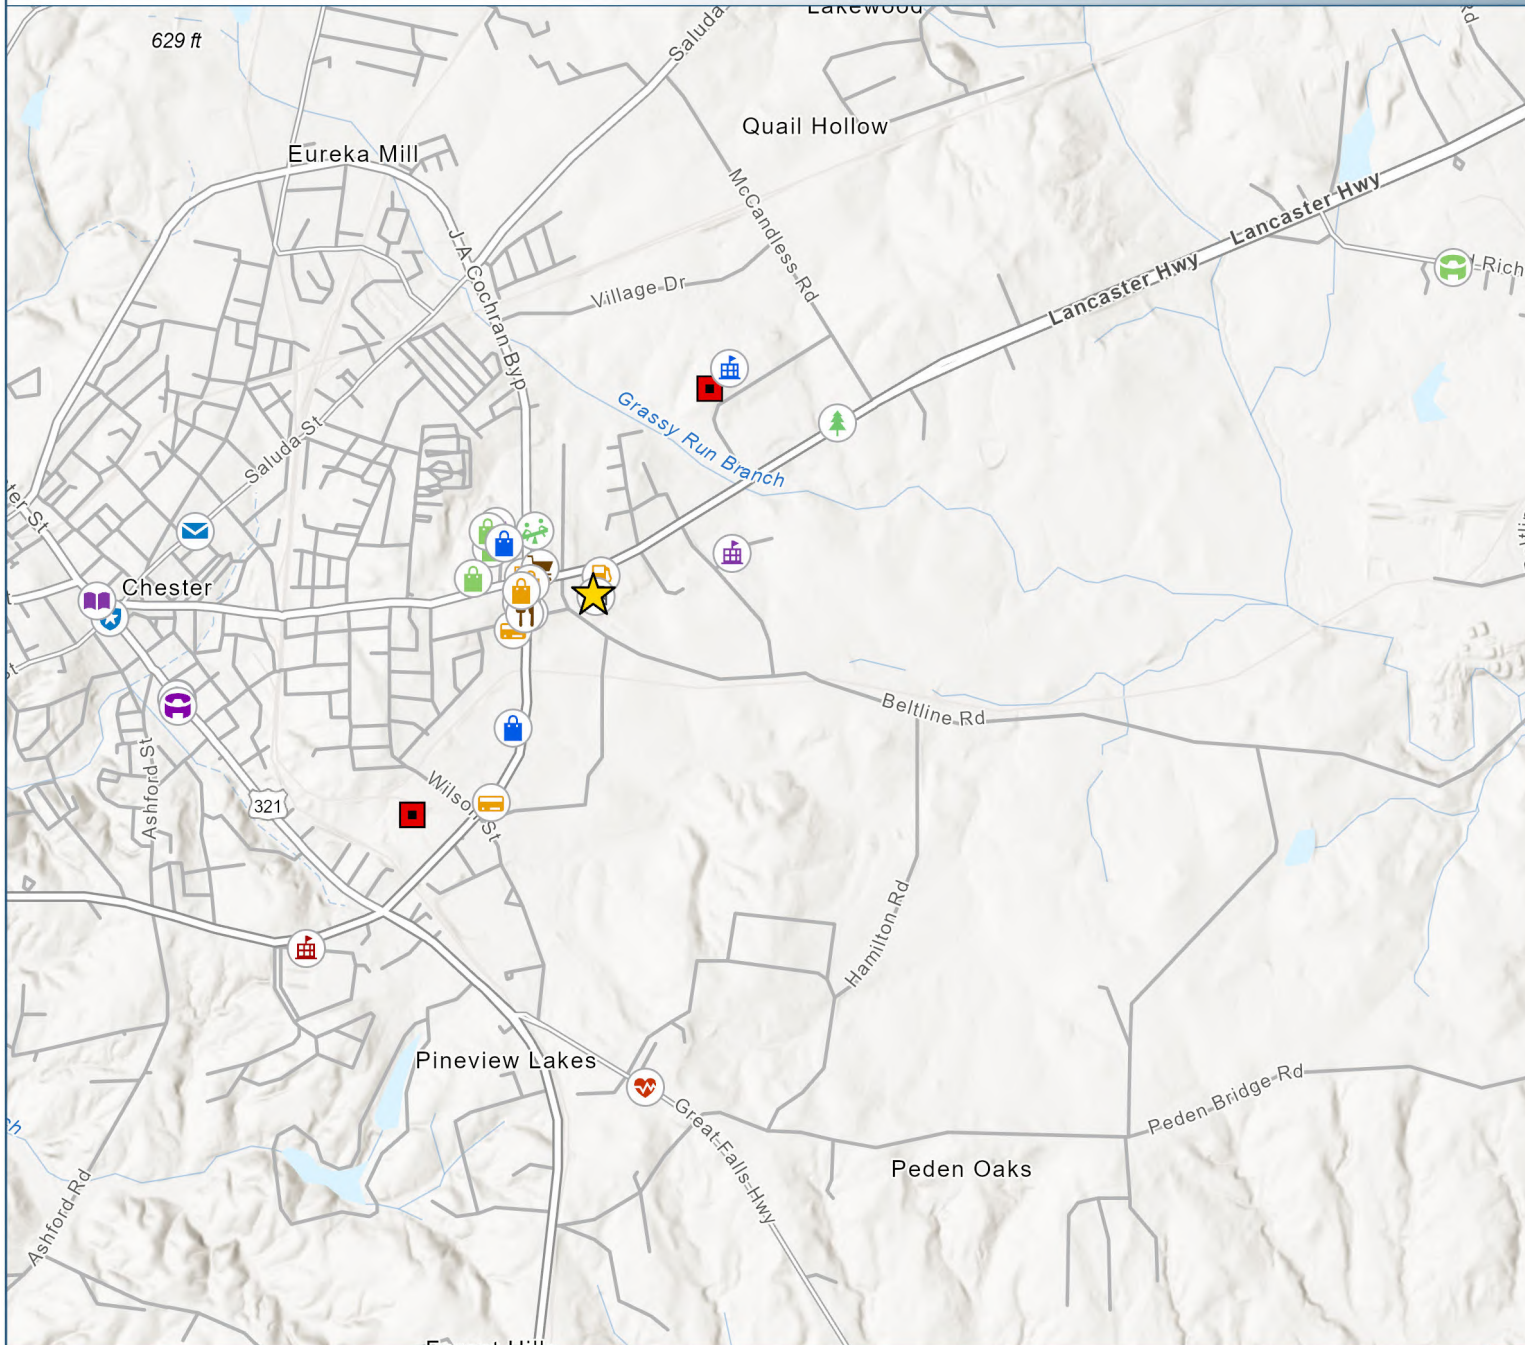 Lakewood
629 ft
Saluda
Quail Hollow
Eureka Mill
McCandless Rd
Lancaster Hwy
Lancaster Hwy
Rich
J A Cochran Byp
Village Dr
Grassy Run Branch
Saluda St
ter St
Chester
Beltline Rd
Ashford St
Wilson St
321
Hamilton Rd
Pineview Lakes
Great Falls Hwy
Peden Bridge Rd
Peden Oaks
Ashford Rd